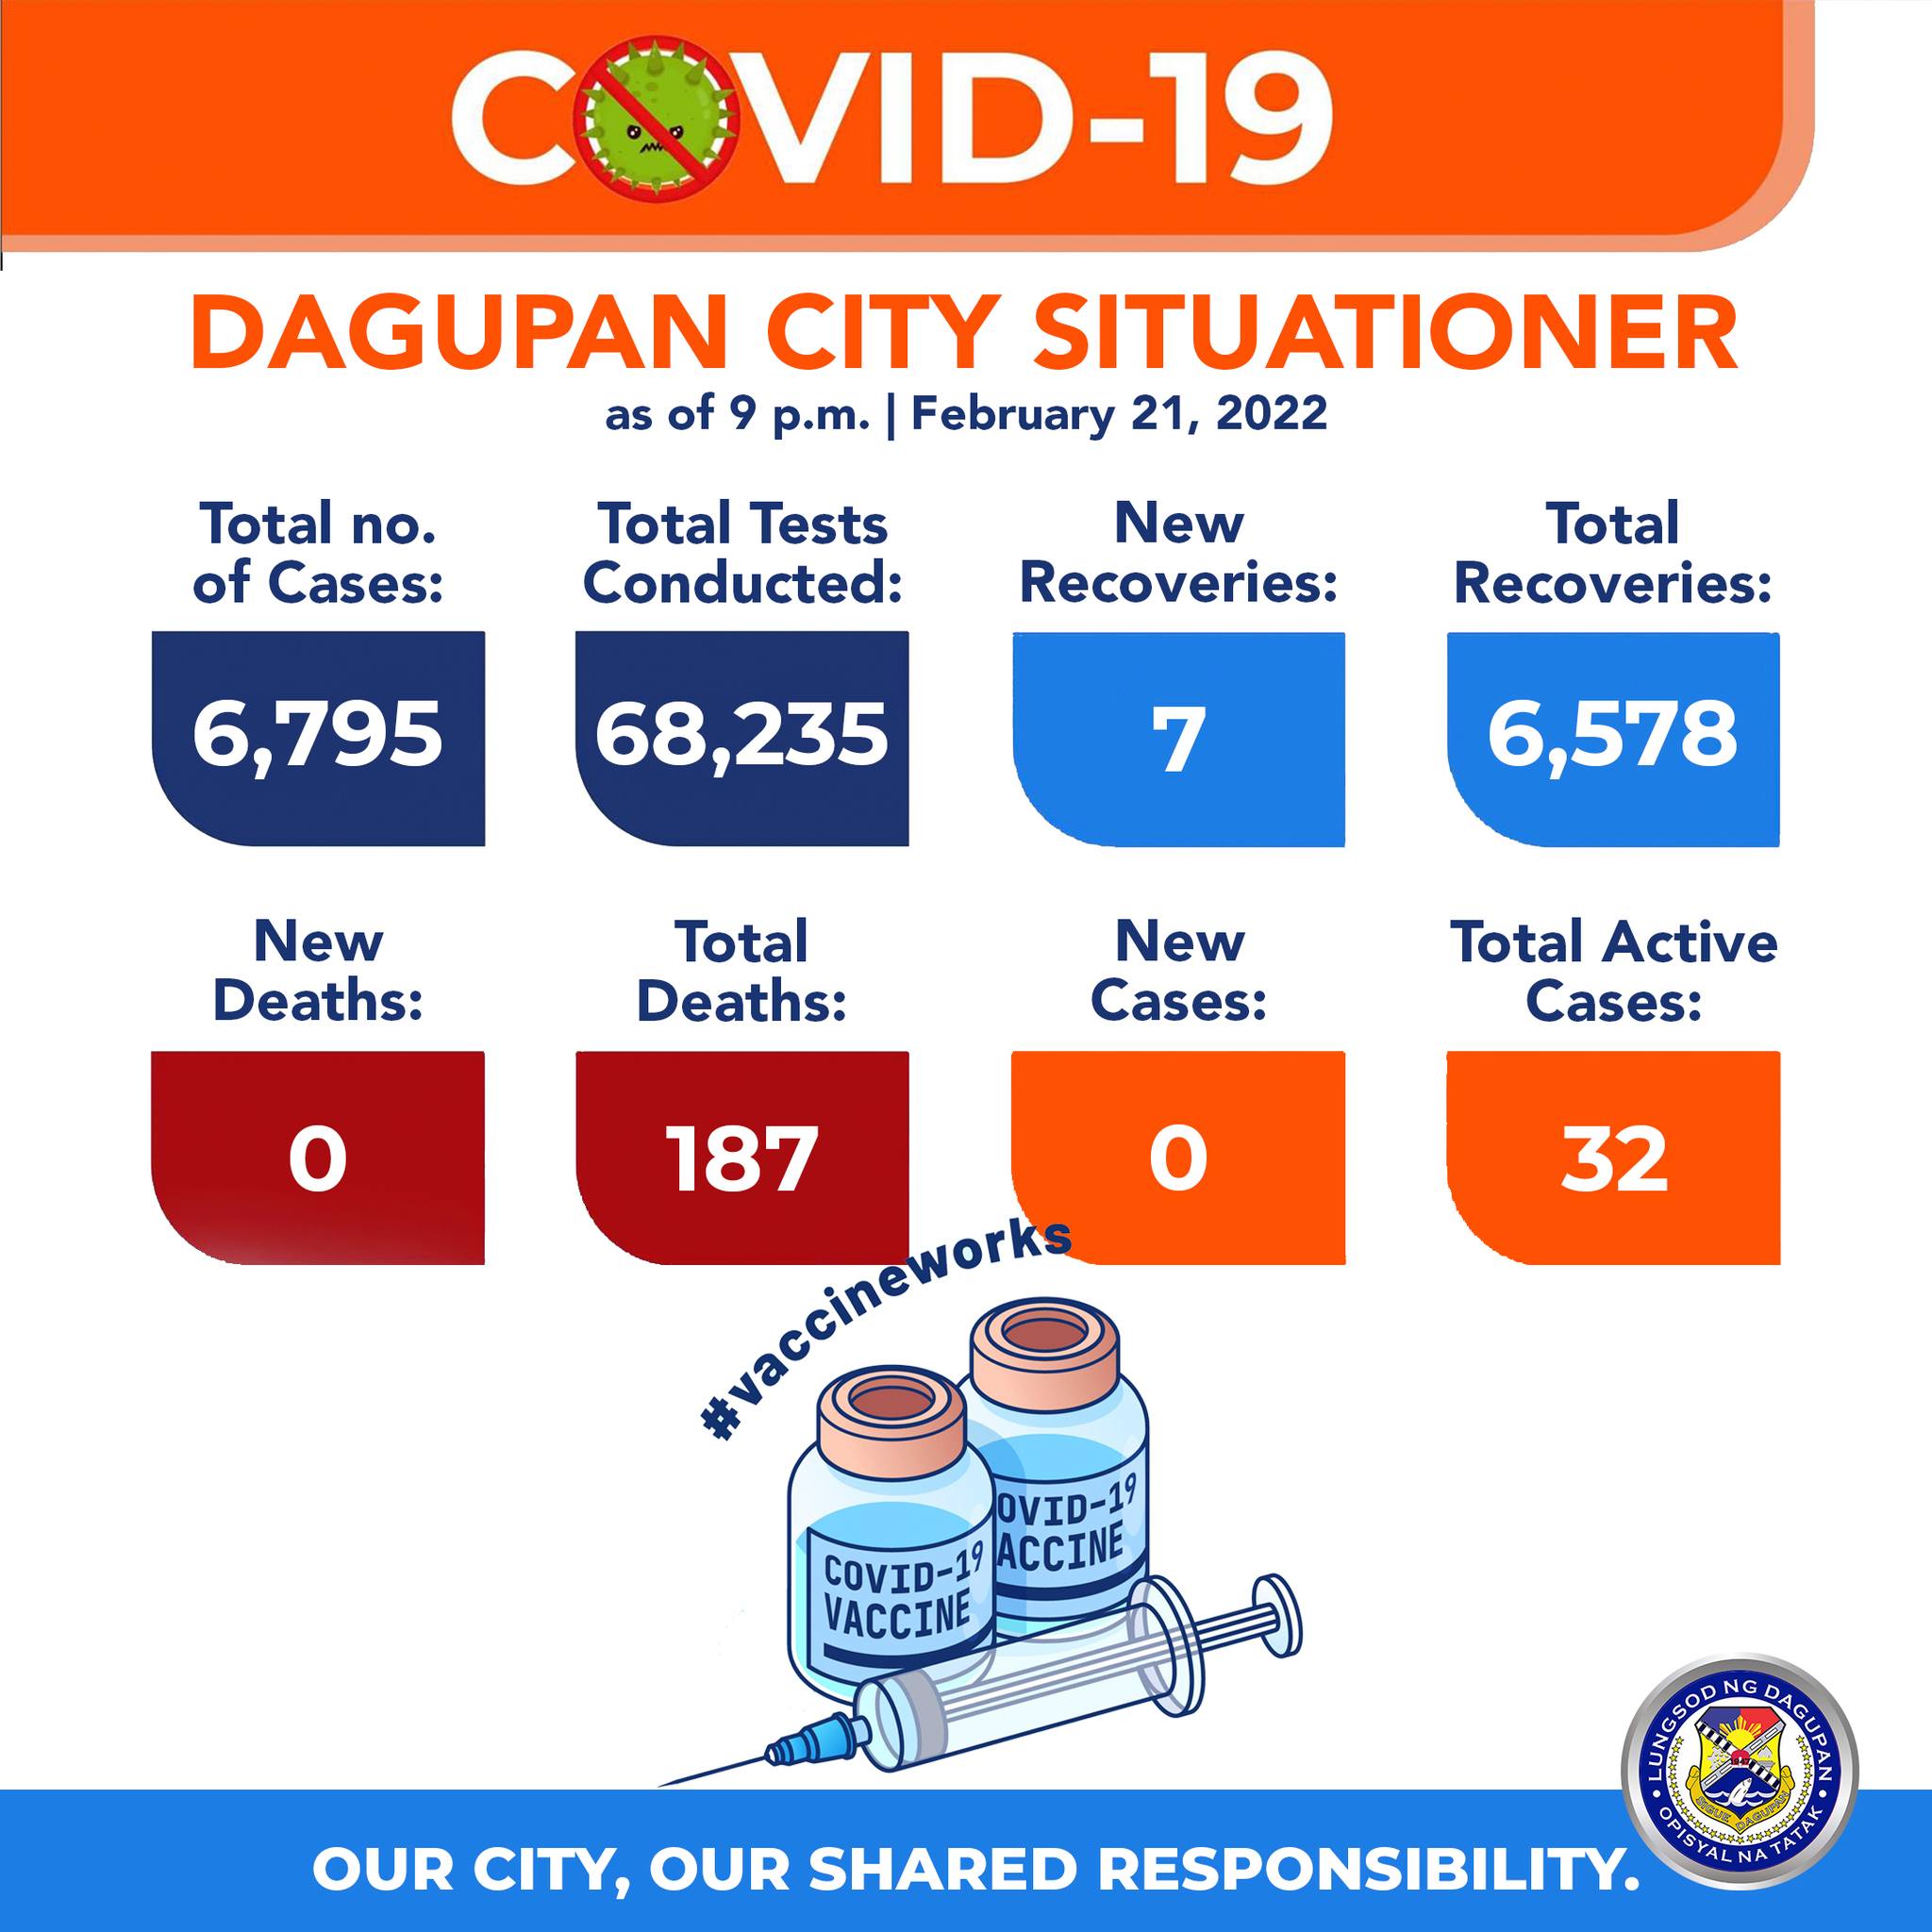 COVID-19
DAGUPAN CITY SITUATIONER
as of 9 p.m. | February 21, 2022
Total no.
of Cases:
6,795
Total Tests
Conducted:
68,235
New
Recoveries:
7
Total
Recoveries:
6,578
New
Deaths:
0
Total
Deaths:
187
New
Cases:
0
Total Active
Cases:
32
#vaccineworks
COVID-19
VACCINE
OVID-19
ACCINE
LUNGSOD NG DAGUPAN
1947
SIGUE DAGUPAN
OPISYAL NA TATAK
OUR CITY, OUR SHARED RESPONSIBILITY.